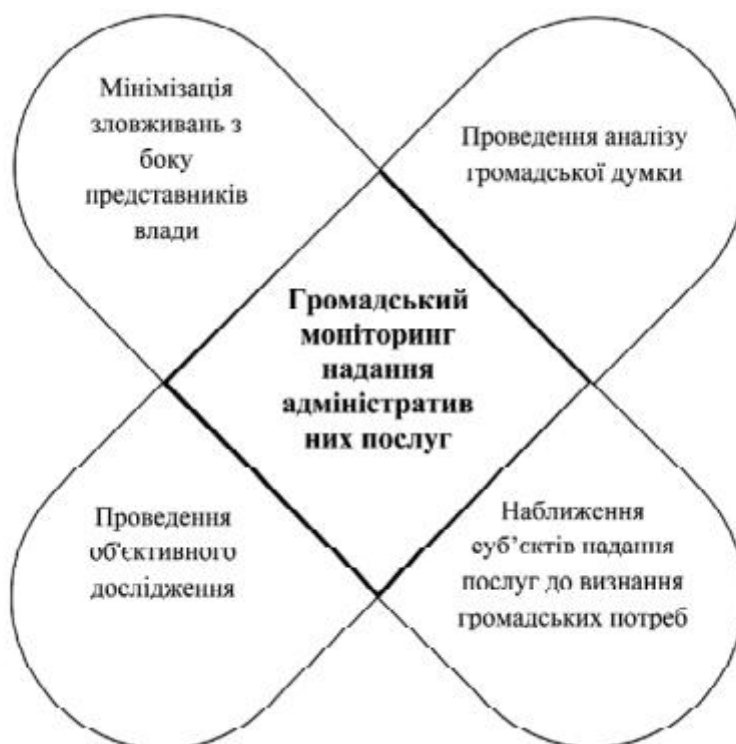 Мінімізація
зловживань з
боку
представників
влади
Проведення аналізу
громадської думки
Громадський
моніторинг
надання
адміністратив
них послуг
Проведення
об'єктивного
дослідження
Наближення
суб’єктів надання
послуг до визнання
громадських потреб